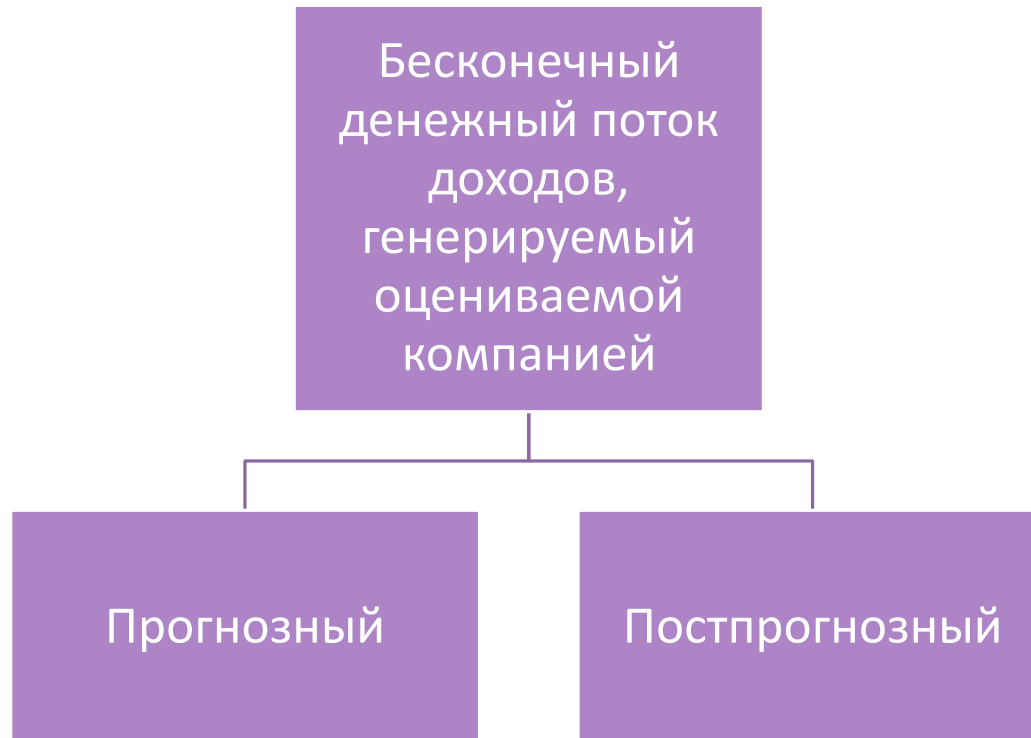 Бесконечный
денежный поток
доходов,
генерируемый
оцениваемой
компанией
Прогнозный
Постпрогнозный